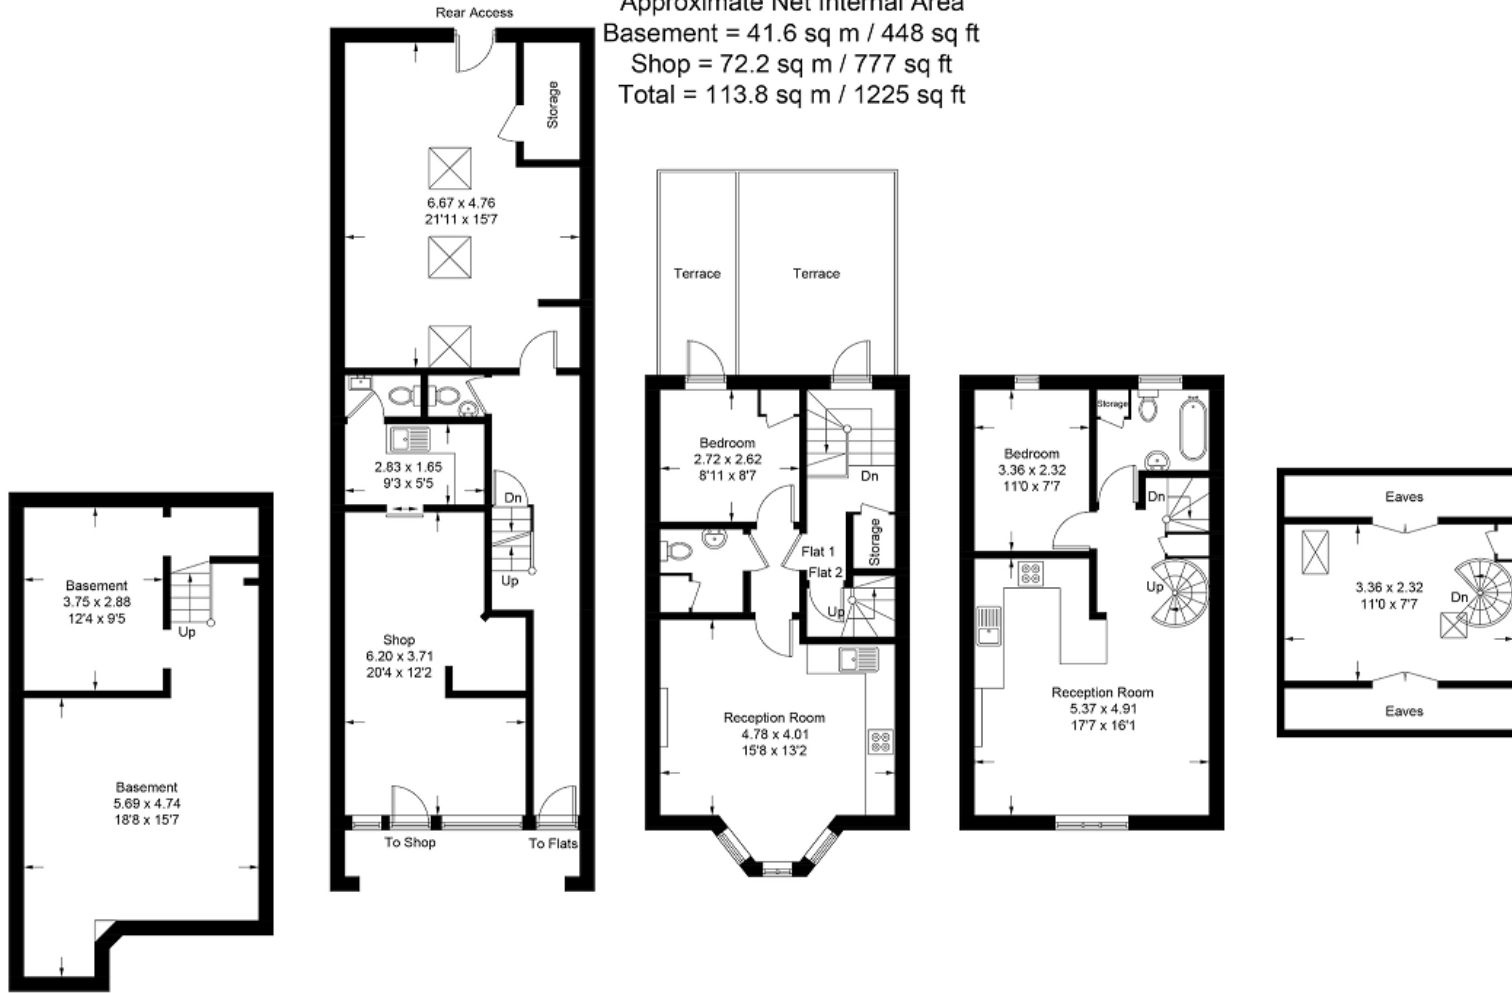 Approximate Net Internal Area
Basement = 41.6 sq m / 448 sq ft
Shop = 72.2 sq m / 777 sq ft
Total = 113.8 sq m / 1225 sq ft
Rear Access
Storage
6.67 x 4.76
21'11 x 15'7
2.83 x 1.65
9'3 x 5'5
Dn
Up
Shop
6.20 x 3.71
20'4 x 12'2
To Shop
To Flats
Basement
3.75 x 2.88
12'4 x 9'5
Up
Basement
5.69 x 4.74
18'8 x 15'7
Terrace
Terrace
Bedroom
2.72 x 2.62
8'11 x 8'7
Dn
Storage
Flat 1
Flat 2
Up
Reception Room
4.78 x 4.01
15'8 x 13'2
Storage
Bedroom
3.36 x 2.32
11'0 x 7'7
Dn
Up
Reception Room
5.37 x 4.91
17'7 x 16'1
Eaves
3.36 x 2.32
11'0 x 7'7
Dn
Eaves